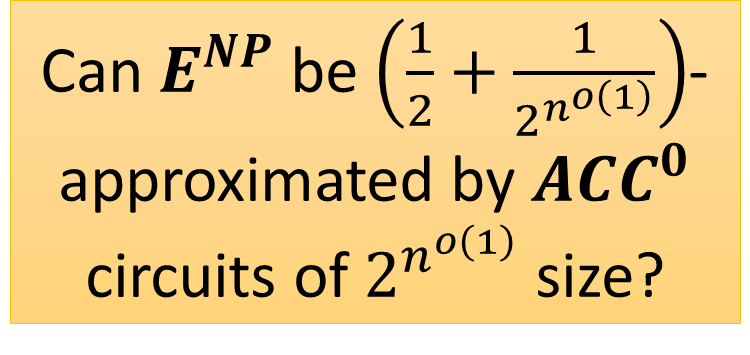 Can E^{NP} be (1/2 + 1/2^{n^{o(1)}})-
approximated by ACC^0
circuits of 2^{n^{o(1)}} size?